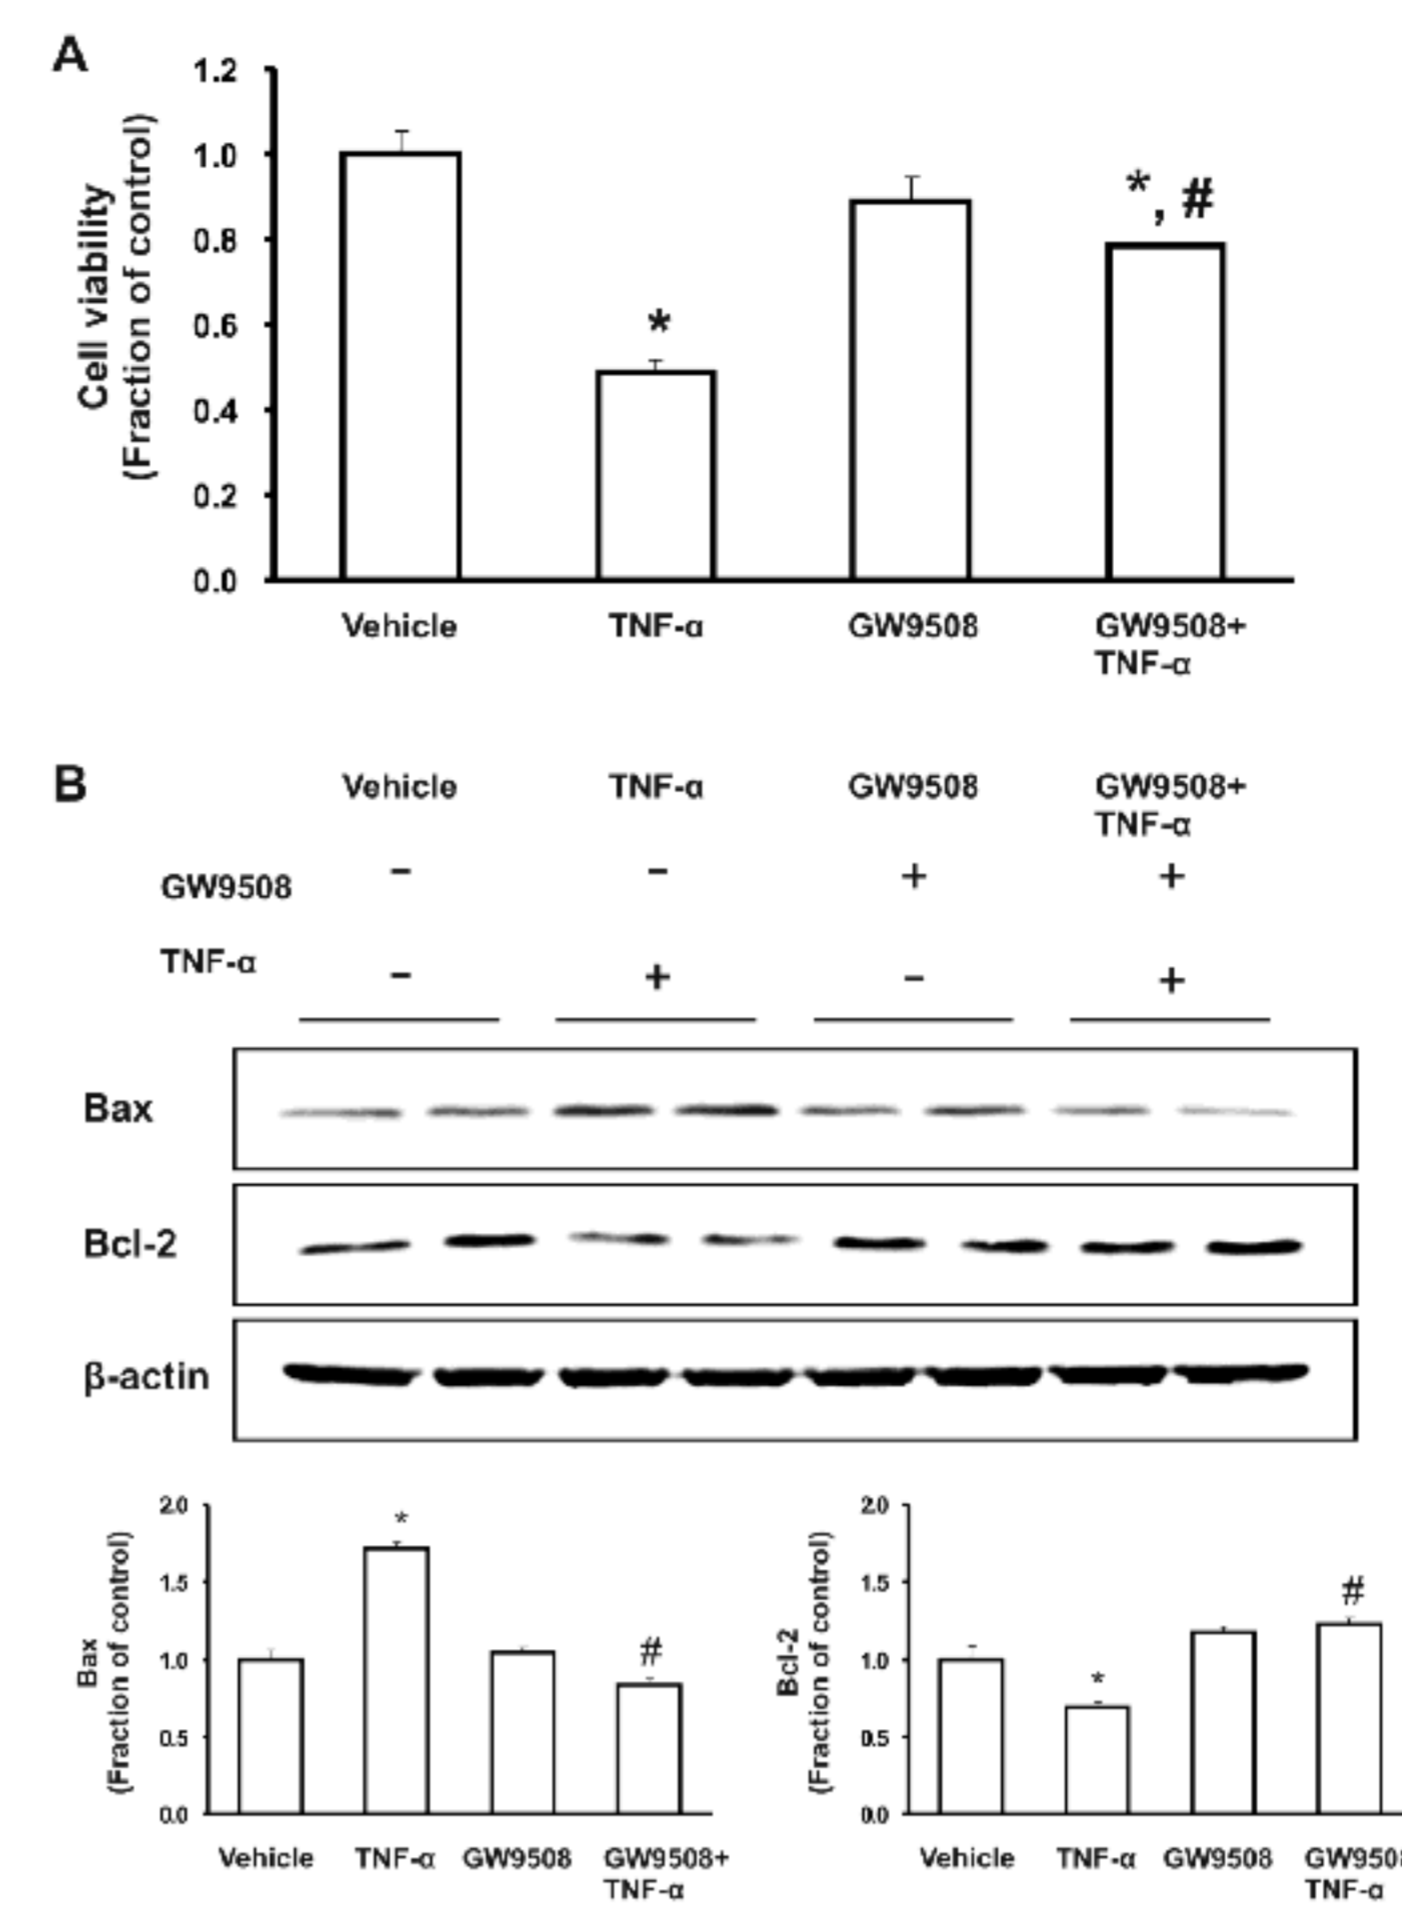 A
1.2
1.0
0.8
0.6
0.4
0.2
0.0
Cell viability
(Fraction of control)
*
*, #
Vehicle TNF-α GW9508 GW9508+
TNF-α
B
Vehicle TNF-α GW9508 GW9508+
TNF-α
GW9508 - - + +
TNF-α - + - +
Bax
Bcl-2
β-actin
2.0
1.5
1.0
0.5
0.0
Bax
(Fraction of control)
*
#
Vehicle TNF-α GW9508 GW9508+
TNF-α
2.0
1.5
1.0
0.5
0.0
Bcl-2
(Fraction of control)
*
#
Vehicle TNF-α GW9508 GW950
TNF-α